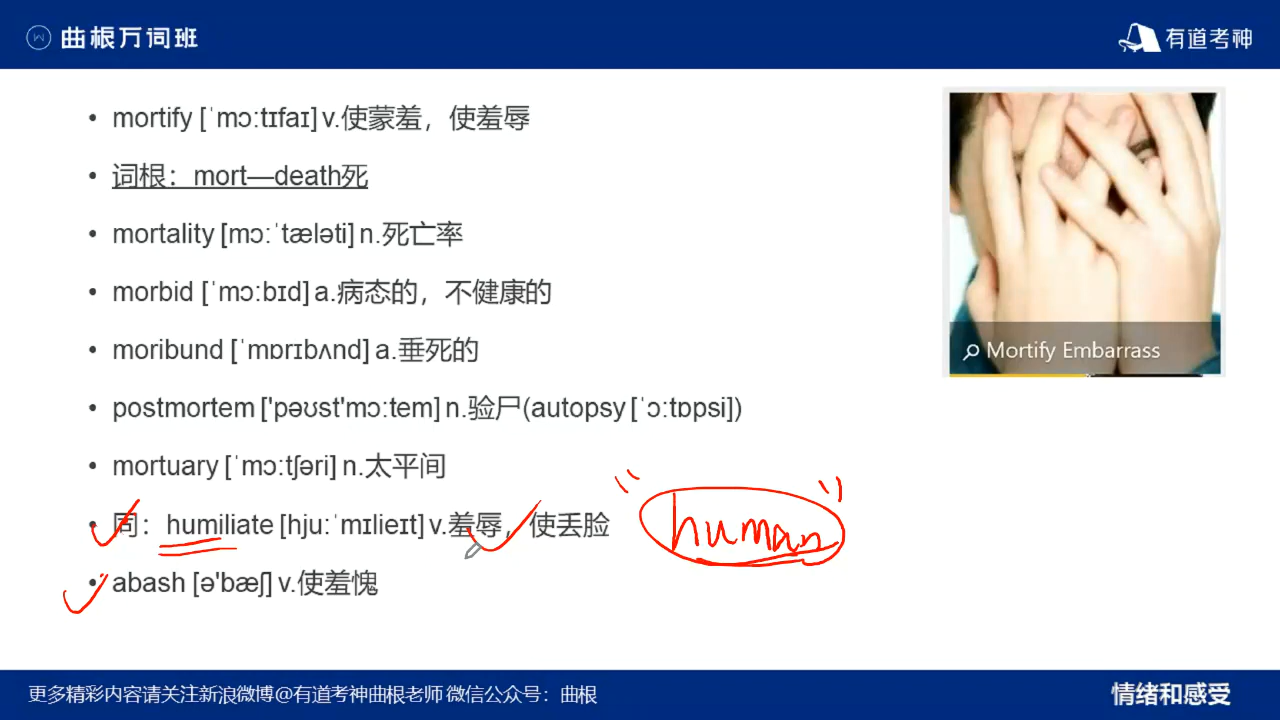 曲根万词班
有道考神
• mortify [ˈmɔːtɪfaɪ] v.使蒙羞，使羞辱
• 词根：mort—death死
• mortality [mɔːˈtæləti] n.死亡率
• morbid [ˈmɔːbɪd] a.病态的，不健康的
• moribund [ˈmɒrɪbʌnd] a.垂死的
• postmortem ['pəʊst'mɔːtem] n.验尸(autopsy [ˈɔːtɒpsi])
• mortuary [ˈmɔːtʃəri] n.太平间
• 同：humiliate [hjuːˈmɪlieɪt] v.羞辱，使丢脸 "human"
• abash [ə'bæʃ] v.使羞愧
Mortify Embarrass
更多精彩内容请关注新浪微博@有道考神曲根老师 微信公众号：曲根
情绪和感受